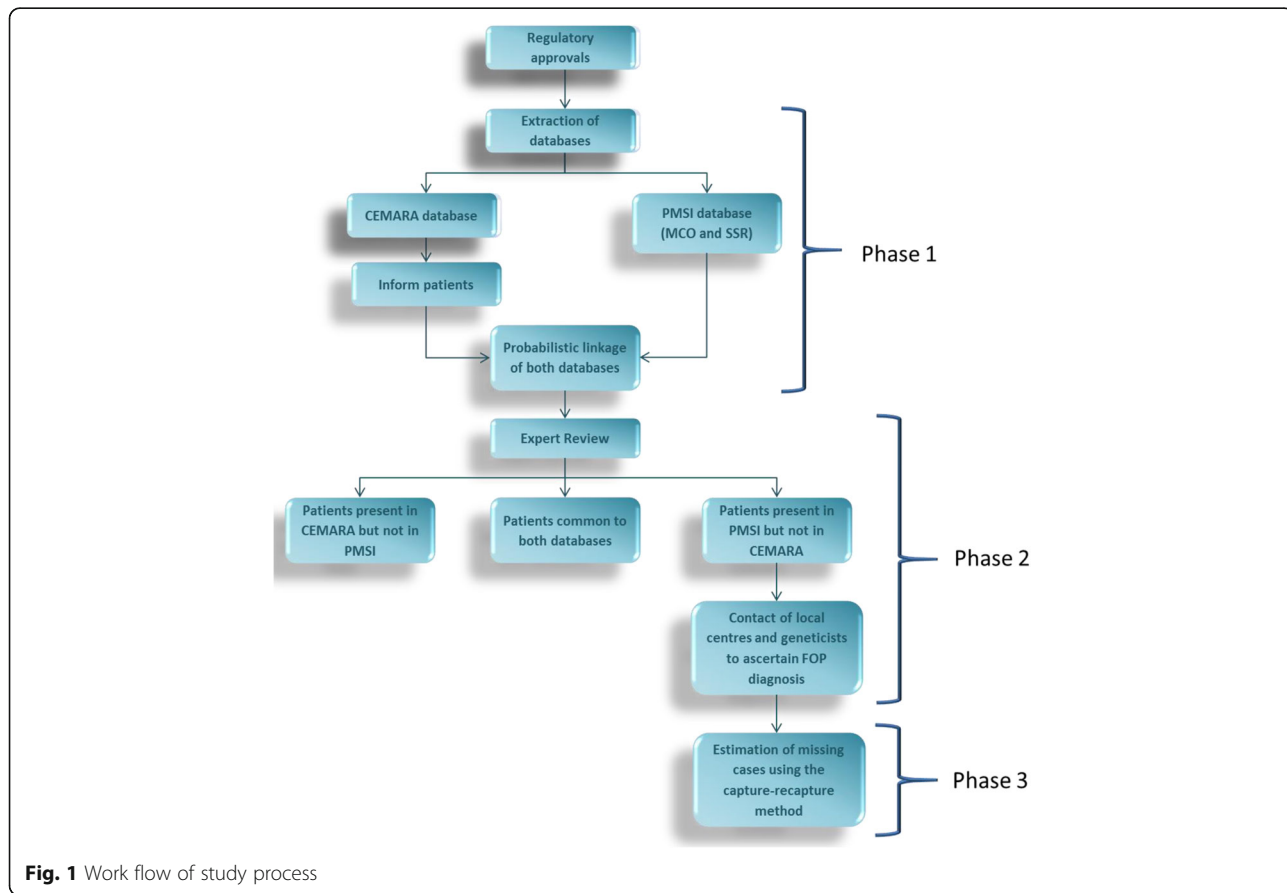 Regulatory
approvals
Extraction of
databases
CEMARA database
PMSI database
(MCO and SSR)
Inform patients
Phase 1
Probabilistic linkage
of both databases
Expert Review
Patients present in
CEMARA but not in
PMSI
Patients common to
both databases
Patients present in
PMSI but not in
CEMARA
Phase 2
Contact of local
centres and geneticists
to ascertain FOP
diagnosis
Estimation of missing
cases using the
capture-recapture
method
Phase 3
Fig. 1 Work flow of study process